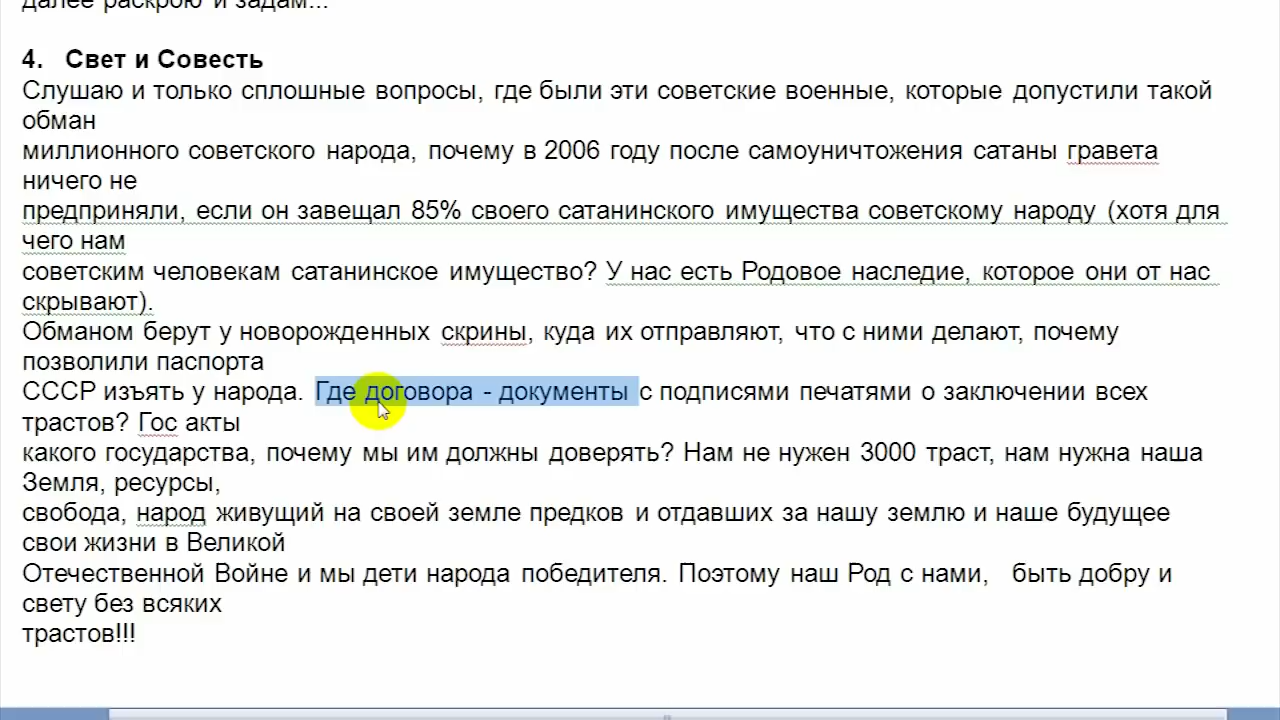 далее раскрою и задам...
4. Свет и Совесть
Слушаю и только сплошные вопросы, где были эти советские военные, которые допустили такой
обман
миллионного советского народа, почему в 2006 году после самоуничтожения сатаны гравета
ничего не
предприняли, если он завещал 85% своего сатанинского имущества советскому народу (хотя для
чего нам
советским человекам сатанинское имущество? У нас есть Родовое наследие, которое они от нас
скрывают).
Обманом берут у новорожденных скрины, куда их отправляют, что с ними делают, почему
позволили паспорта
СССР изъять у народа. Где договора - документы с подписями печатями о заключении всех
трастов? Гос акты
какого государства, почему мы им должны доверять? Нам не нужен 3000 траст, нам нужна наша
Земля, ресурсы,
свобода, народ живущий на своей земле предков и отдавших за нашу землю и наше будущее
свои жизни в Великой
Отечественной Войне и мы дети народа победителя. Поэтому наш Род с нами, быть добру и
свету без всяких
трастов!!!